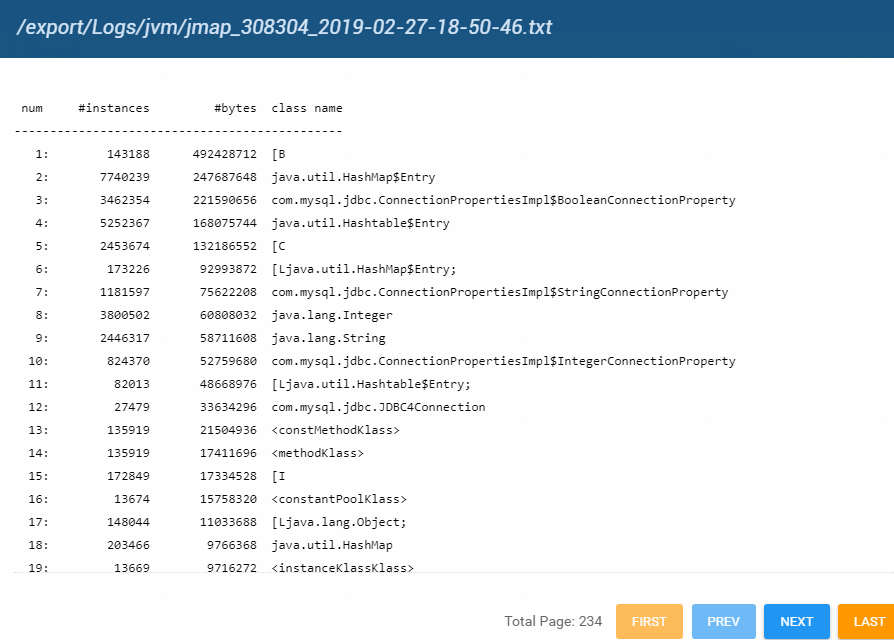 /export/Logs/jvm/jmap_308304_2019-02-27-18-50-46.txt
num #instances #bytes class name
----------------------------------------------
1: 143188 492428712 [B
2: 7740239 247687648 java.util.HashMap$Entry
3: 3462354 221590656 com.mysql.jdbc.ConnectionPropertiesImpl$BooleanConnectionProperty
4: 5252367 168075744 java.util.Hashtable$Entry
5: 2453674 132186552 [C
6: 173226 92993872 [Ljava.util.HashMap$Entry;
7: 1181597 75622208 com.mysql.jdbc.ConnectionPropertiesImpl$StringConnectionProperty
8: 3800502 60808032 java.lang.Integer
9: 2446317 58711608 java.lang.String
10: 824370 52759680 com.mysql.jdbc.ConnectionPropertiesImpl$IntegerConnectionProperty
11: 82013 48668976 [Ljava.util.Hashtable$Entry;
12: 27479 33634296 com.mysql.jdbc.JDBC4Connection
13: 135919 21504936 <constMethodKlass>
14: 135919 17411696 <methodKlass>
15: 172849 17334528 [I
16: 13674 15758320 <constantPoolKlass>
17: 148044 11033688 [Ljava.lang.Object;
18: 203466 9766368 java.util.HashMap
19: 13669 9716272 <instanceKlassKlass>
Total Page: 234 FIRST PREV NEXT LAST